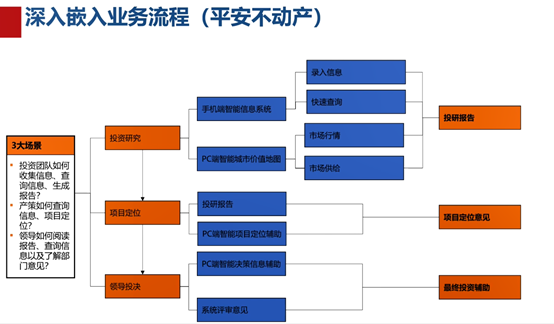 深入嵌入业务流程（平安不动产）
3大场景
• 投资团队如何
收集信息、查
询信息、生成
报告？
• 产策如何查询
信息、项目定
位？
• 领导如何阅读
报告、查询信
息以及了解部
门意见？
投资研究
项目定位
领导投决
手机端智能信息系统
PC端智能城市价值地图
投研报告
PC端智能项目定位辅助
PC端智能决策信息辅助
系统评审意见
录入信息
快速查询
市场行情
市场供给
投研报告
项目定位意见
最终投资辅助